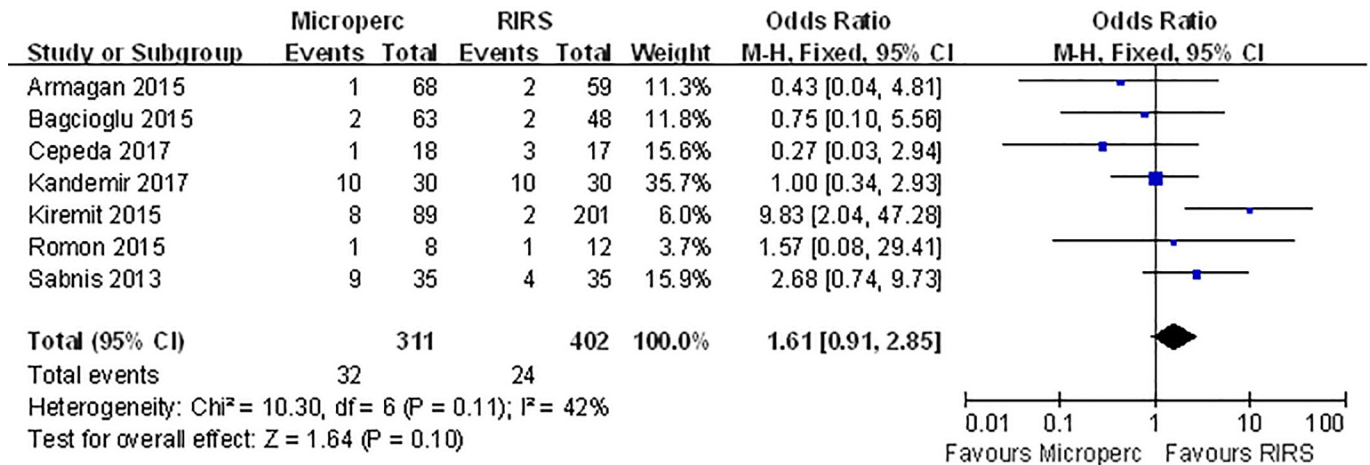 Microperc RIRS Odds Ratio Odds Ratio
Study or Subgroup Events Total Events Total Weight M-H, Fixed, 95% CI M-H, Fixed, 95% CI
Armagan 2015 1 68 2 59 11.3% 0.43 [0.04, 4.81]
Bagcioglu 2015 2 63 2 48 11.8% 0.75 [0.10, 5.56]
Cepeda 2017 1 18 3 17 15.6% 0.27 [0.03, 2.94]
Kandemir 2017 10 30 10 30 35.7% 1.00 [0.34, 2.93]
Kiremit 2015 8 89 2 201 6.0% 9.83 [2.04, 47.28]
Romon 2015 1 8 1 12 3.7% 1.57 [0.08, 29.41]
Sabnis 2013 9 35 4 35 15.9% 2.68 [0.74, 9.73]
Total (95% CI) 311 402 100.0% 1.61 [0.91, 2.85]
Total events 32 24
Heterogeneity: Chi² = 10.30, df = 6 (P = 0.11); I² = 42%
Test for overall effect: Z = 1.64 (P = 0.10)
0.01 0.1 1 10 100
Favours Microperc Favours RIRS